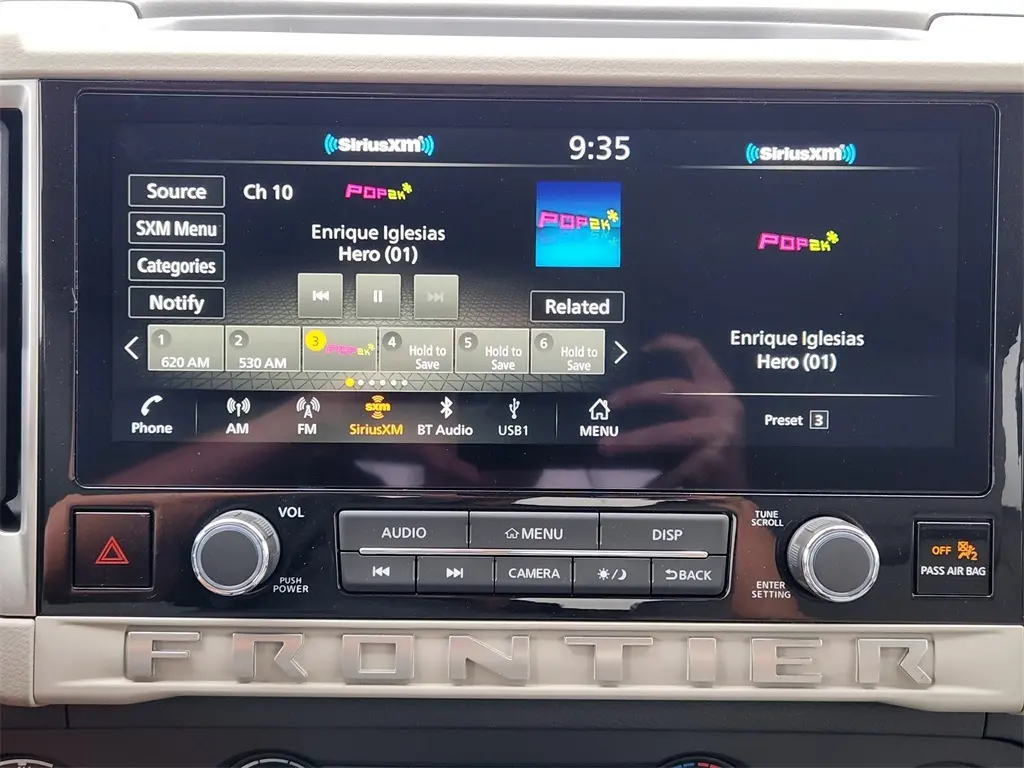 SiriusXM
9:35
SiriusXM
Source
Ch 10
POP2K
POP2K
SXM Menu
Enrique Iglesias
Hero (01)
POP2K
Categories
Notify
Related
1
620 AM
2
530 AM
3
POP2K
4
Hold to
Save
5
Hold to
Save
6
Hold to
Save
Enrique Iglesias
Hero (01)
Phone
AM
FM
sxm
SiriusXM
BT Audio
USB1
MENU
Preset 3
VOL
PUSH
POWER
AUDIO
MENU
DISP
CAMERA
BACK
TUNE
SCROLL
ENTER
SETTING
OFF 2
PASS AIR BAG
FRONTIER